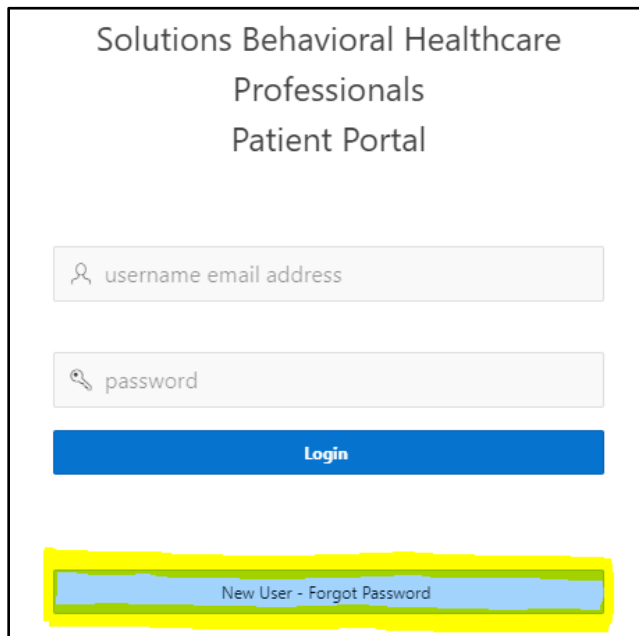 Solutions Behavioral Healthcare
Professionals
Patient Portal
username email address
password
Login
New User - Forgot Password